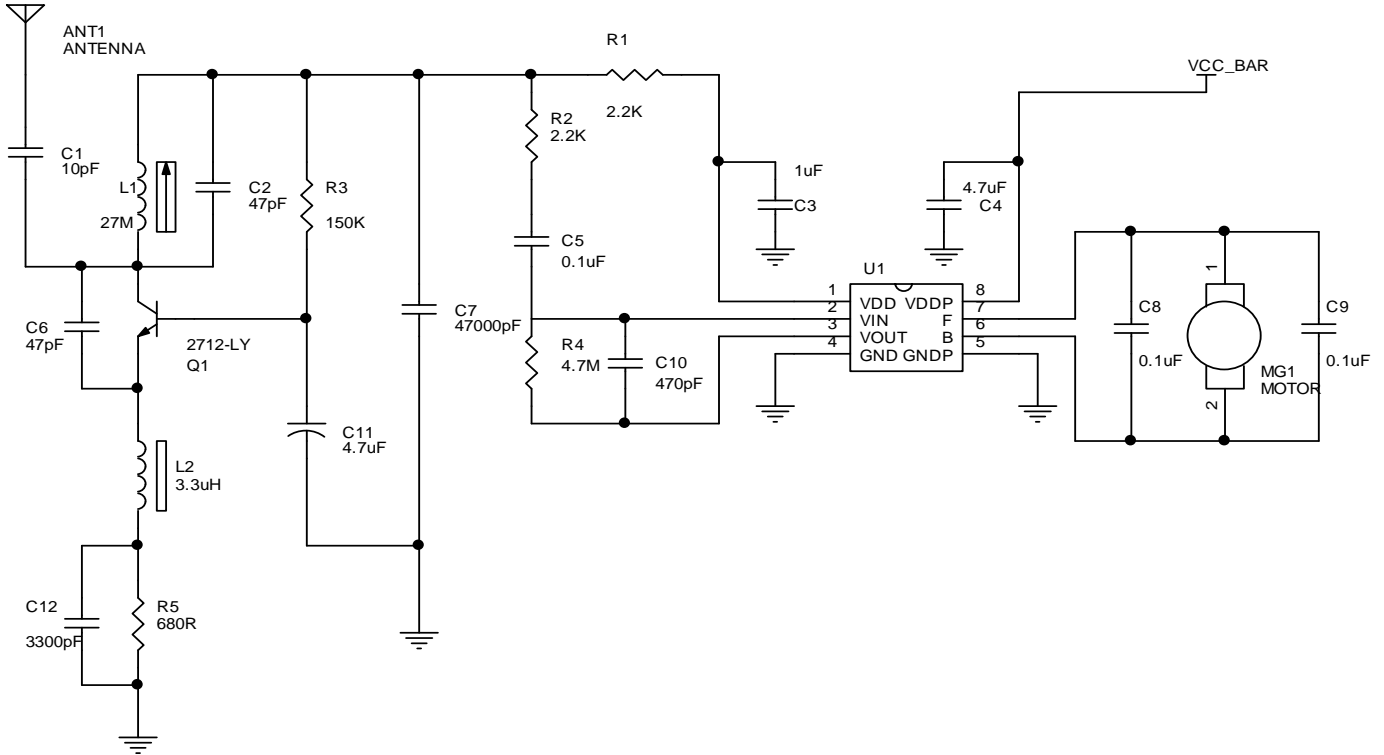 ANT1
ANTENNA
R1
2.2K
VCC_BAR
R2
2.2K
C1
10pF
L1
27M
C2
47pF
R3
150K
1uF
C3
4.7uF
C4
C5
0.1uF
U1
1
2
3
4
VDD VDDP
VIN F
VOUT B
GND GNDP
8
7
6
5
C6
47pF
2712-LY
Q1
C7
47000pF
R4
4.7M
C10
470pF
C8
0.1uF
1
2
MG1
MOTOR
C9
0.1uF
C11
4.7uF
L2
3.3uH
C12
3300pF
R5
680R